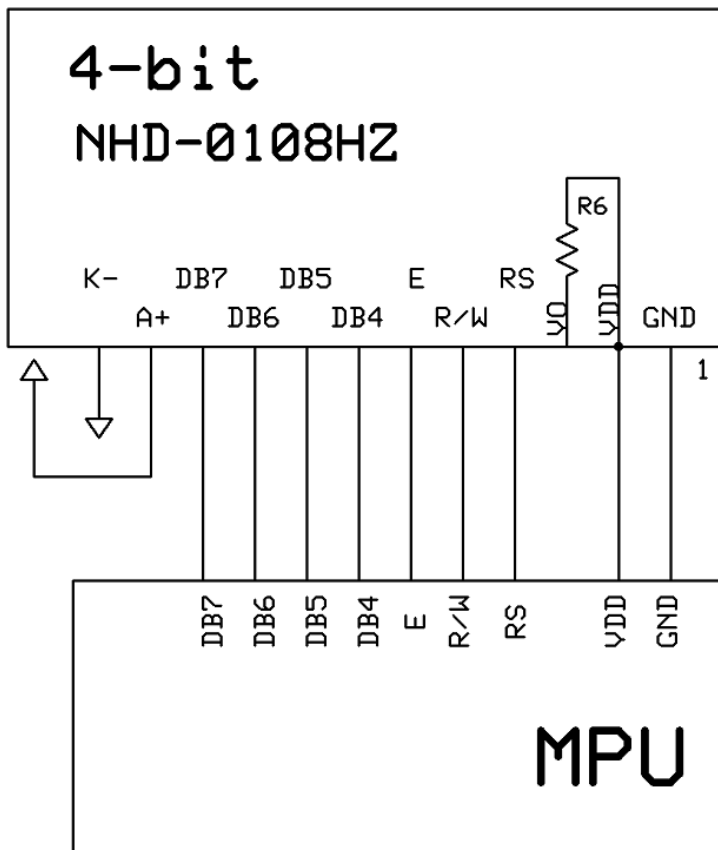 4-bit
NHD-0108HZ
R6
K- DB7 DB5 E RS
A+ DB6 DB4 R/W VO VDD GND
1
DB7 DB6 DB5 DB4 E R/W RS VDD GND
MPU